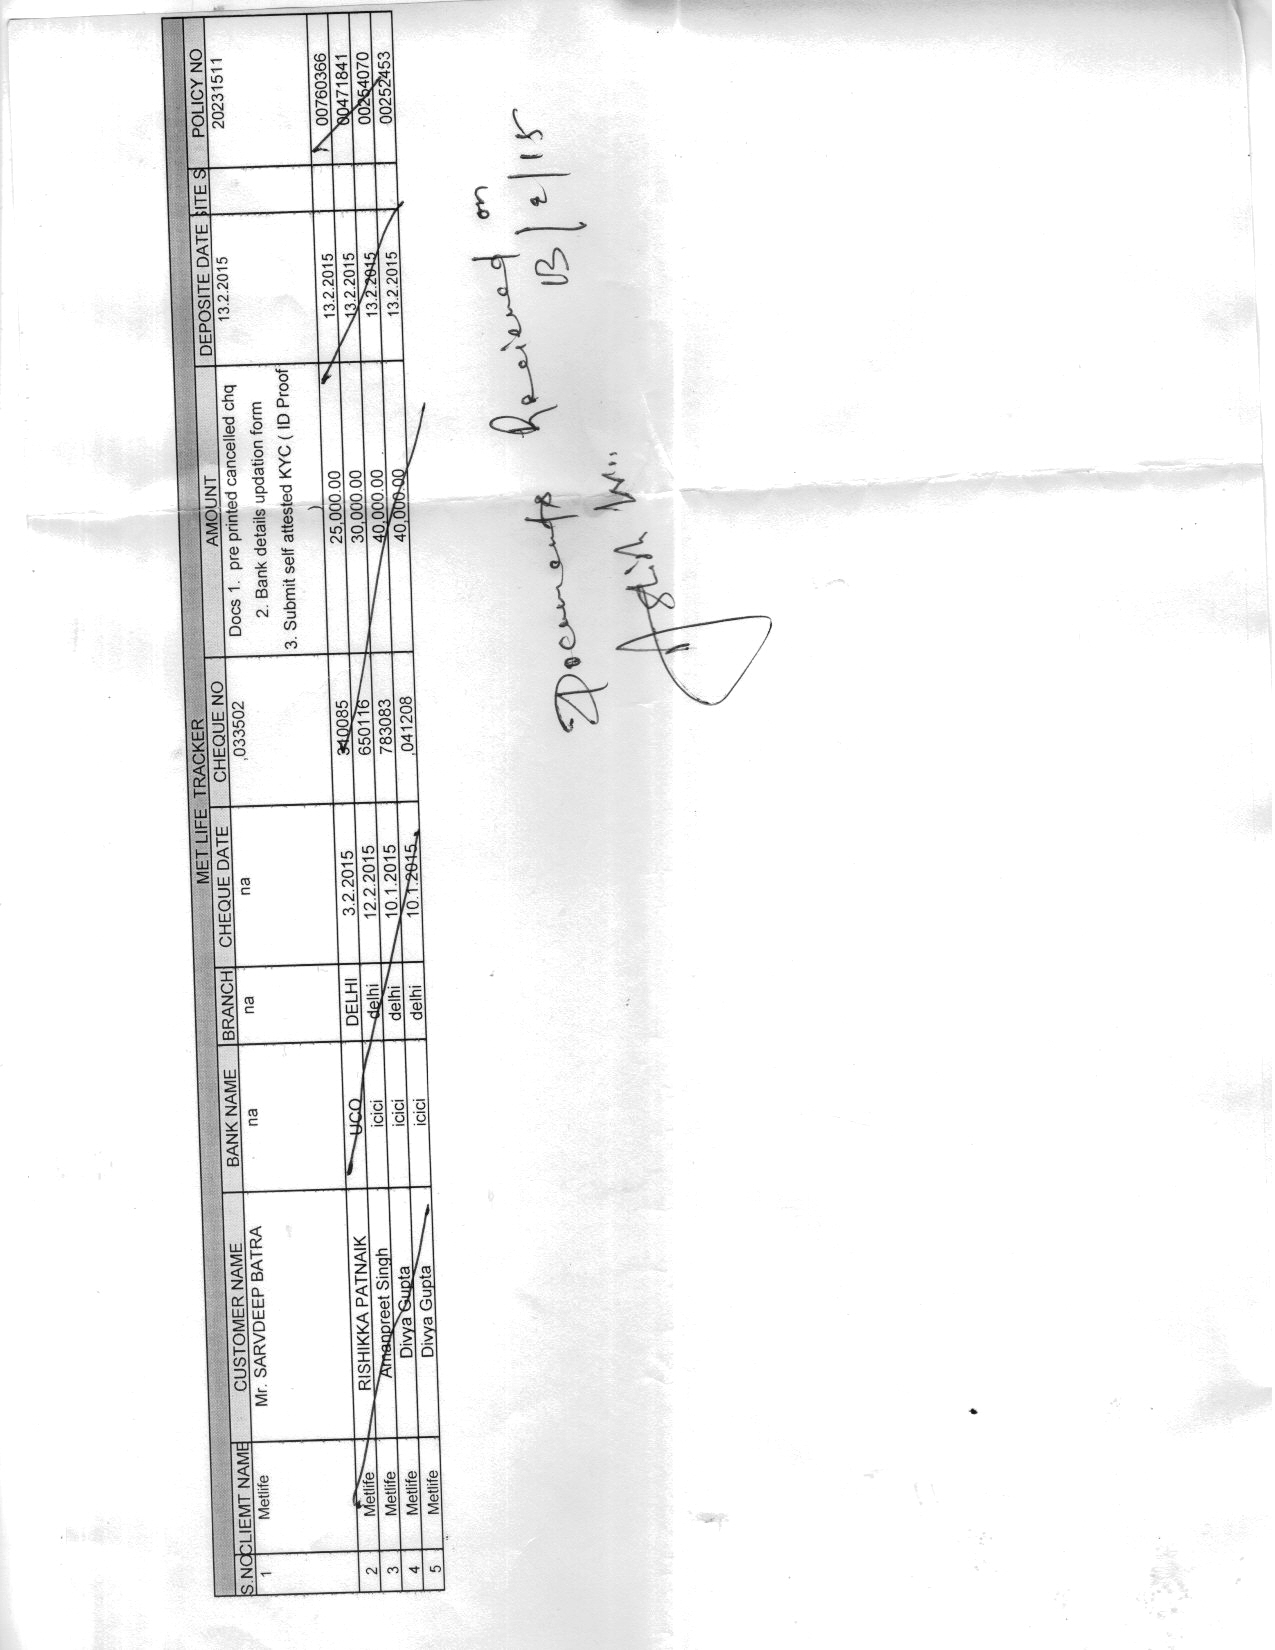 MET LIFE TRACKER
S.NO CLIEMT NAME CUSTOMER NAME BANK NAME BRANCH CHEQUE DATE CHEQUE NO AMOUNT DEPOSITE DATE SITE S POLICY NO
1 Metlife Mr. SARVDEEP BATRA na na na ,033502 Docs 1. pre printed cancelled chq 13.2.2015 20231511
2. Bank details updation form
3. Submit self attested KYC ( ID Proof
2 Metlife RISHIKKA PATNAIK UCO DELHI 3.2.2015 340085 25,000.00 13.2.2015 00760366
3 Metlife Amanpreet Singh icici delhi 12.2.2015 650116 30,000.00 13.2.2015 00471841
4 Metlife Divya Gupta icici delhi 10.1.2015 783083 40,000.00 13.2.2015 00254070
5 Metlife Divya Gupta icici delhi 10.1.2015 ,041208 40,000.00 13.2.2015 00252453
Documents Recieved on
13/2/15